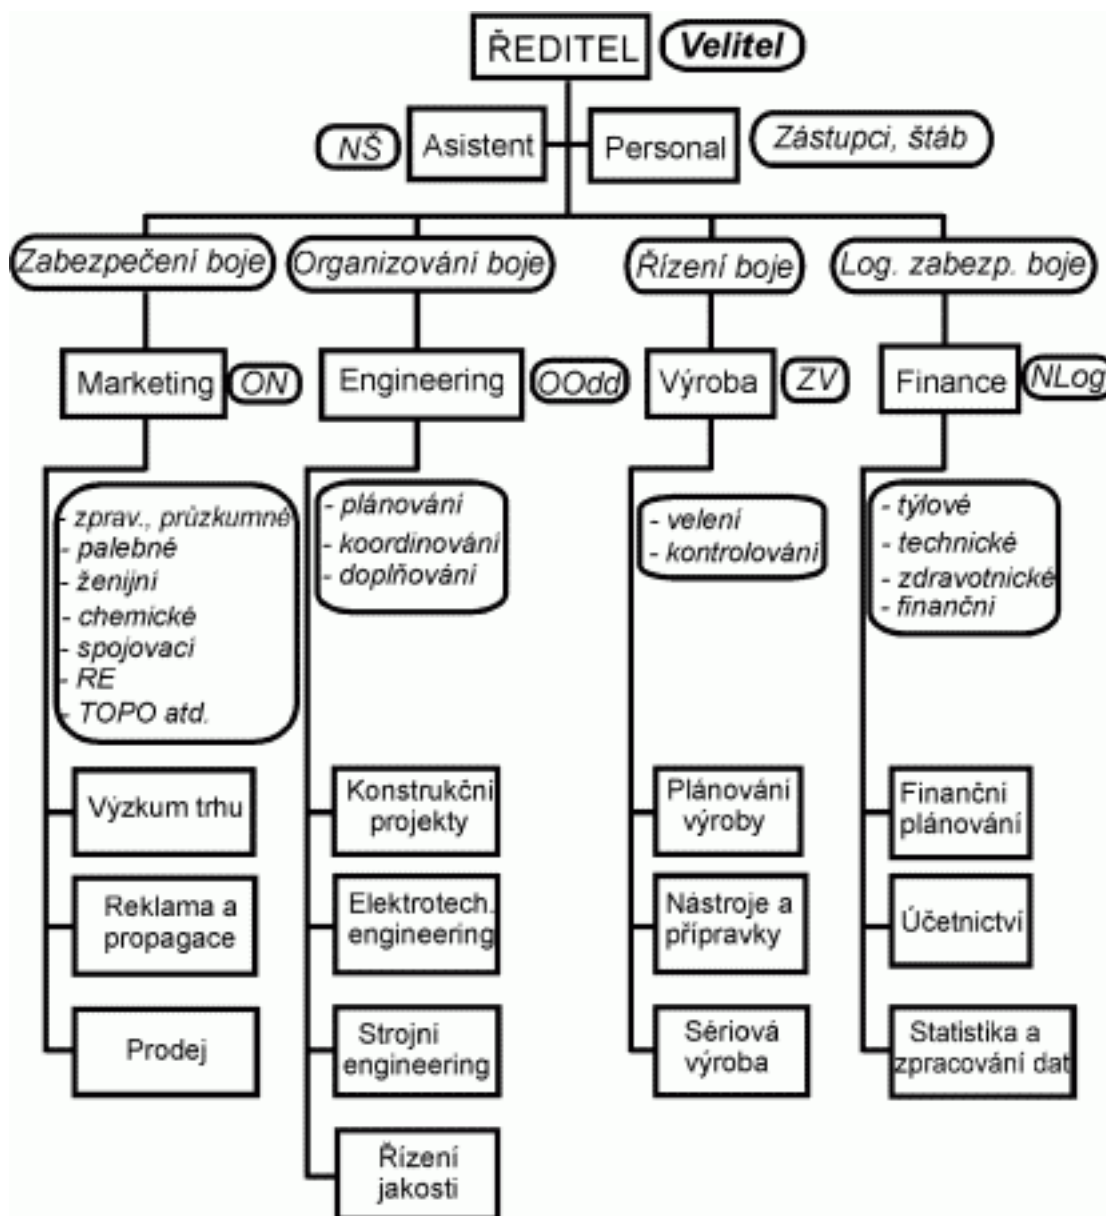 ŘEDITEL
Velitel
NŠ
Asistent
Personal
Zástupci, štáb
Zabezpečení boje
Organizování boje
Řízení boje
Log. zabezp. boje
Marketing
ON
Engineering
OOdd
Výroba
ZV
Finance
NLog
- zprav., průzkumné
- palebné
- ženijní
- chemické
- spojovací
- RE
- TOPO atd.
- plánování
- koordinování
- doplňování
- velení
- kontrolování
- týlové
- technické
- zdravotnické
- finanční
Výzkum trhu
Reklama a
propagace
Prodej
Konstrukční
projekty
Elektrotech.
engineering
Strojní
engineering
Řízení
jakosti
Plánování
výroby
Nástroje a
přípravky
Sériová
výroba
Finanční
plánování
Účetnictví
Statistika a
zpracování dat